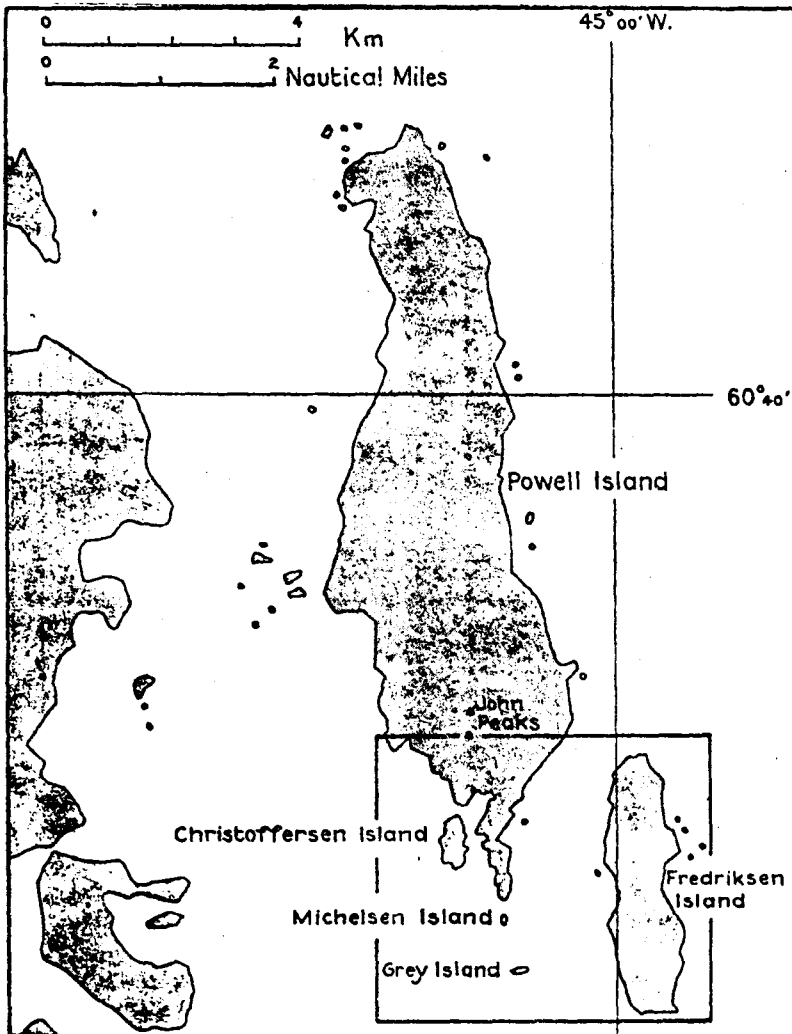 0 4
Km
0 2
Nautical Miles
45°00'W.
60°40'
Powell Island
John
Peaks
Christoffersen Island
Fredriksen
Island
Michelsen Island
Grey Island